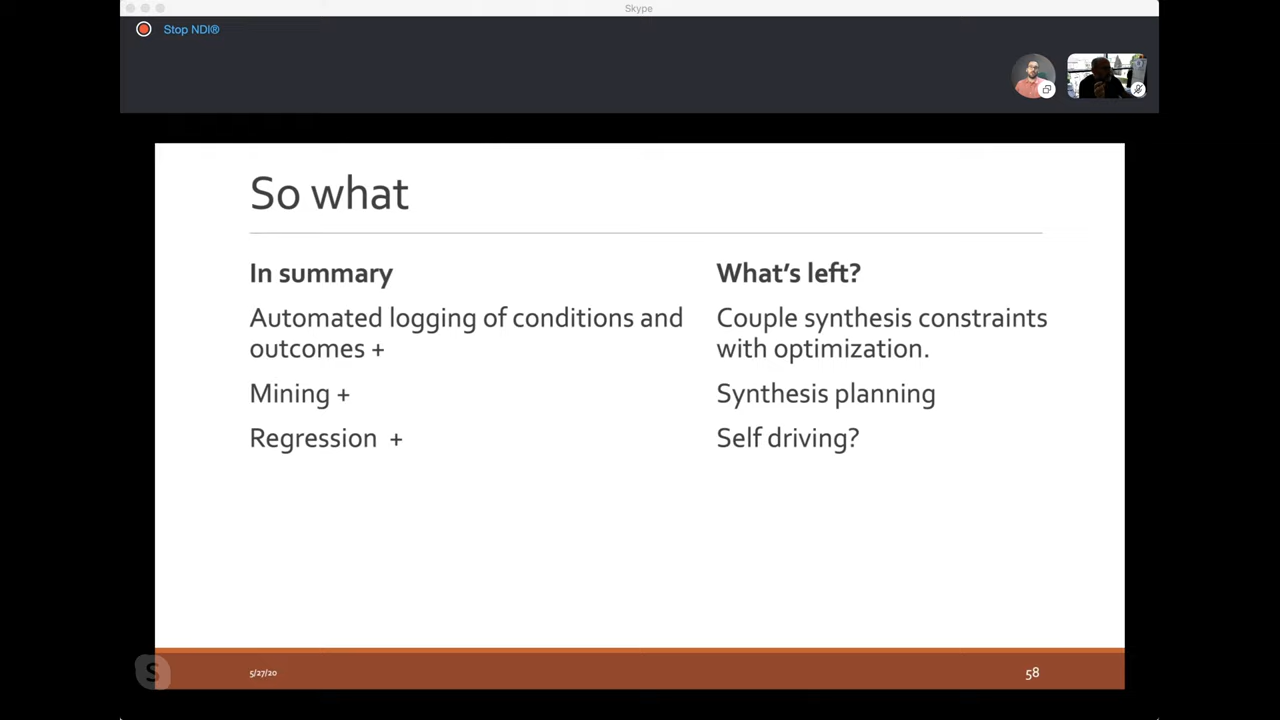 Skype
Stop NDI®
So what
In summary
Automated logging of conditions and
outcomes +
Mining +
Regression +
What's left?
Couple synthesis constraints
with optimization.
Synthesis planning
Self driving?
S
5/27/20
58